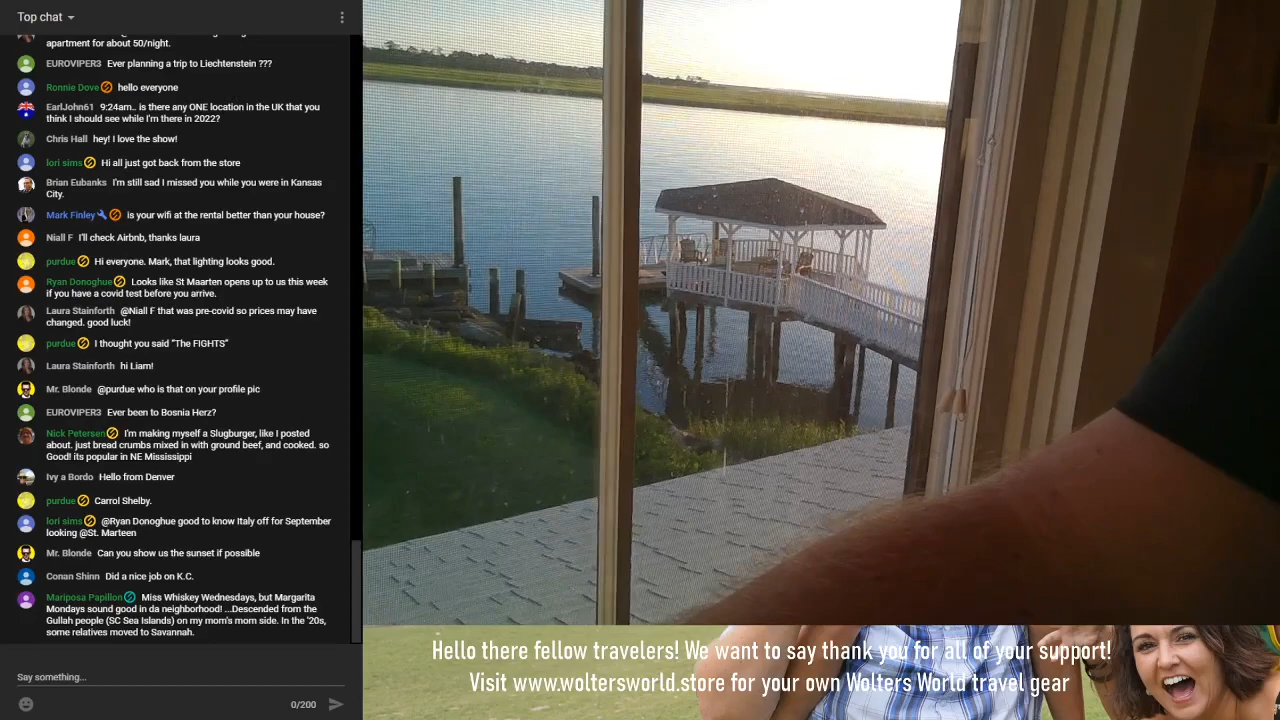 Top chat
apartment for about 50/night.
EUROVIPER3 Ever planning a trip to Liechtenstein ???
Ronnie Dove hello everyone
EarlJohn61 9:24am.. is there any ONE location in the UK that you
think I should see while I'm there in 2022?
Chris Hall hey! I love the show!
lori sims Hi all just got back from the store
Brian Eubanks I'm still sad I missed you while you were in Kansas
City.
Mark Finley is your wifi at the rental better than your house?
Niall F I'll check Airbnb, thanks laura
purdue Hi everyone. Mark, that lighting looks good.
Ryan Donoghue Looks like St Maarten opens up to us this week
if you have a covid test before you arrive.
Laura Stainforth @Niall F that was pre-covid so prices may have
changed. good luck!
purdue I thought you said "The FIGHTS"
Laura Stainforth hi Liam!
Mr. Blonde @purdue who is that on your profile pic
EUROVIPER3 Ever been to Bosnia Herz?
Nick Petersen I'm making myself a Slugburger, like I posted
about. just bread crumbs mixed in with ground beef, and cooked. so
Good! its popular in NE Mississippi
Ivy a Bordo Hello from Denver
purdue Carrol Shelby.
lori sims @Ryan Donoghue good to know Italy off for September
looking @St. Marteen
Mr. Blonde Can you show us the sunset if possible
Conan Shinn Did a nice job on K.C.
Mariposa Papillon Miss Whiskey Wednesdays, but Margarita
Mondays sound good in da neighborhood! ...Descended from the
Gullah people (SC Sea Islands) on my mom's mom side. In the '20s,
some relatives moved to Savannah.
Say something...
0/200
Hello there fellow travelers! We want to say thank you for all of your support!
Visit www.woltersworld.store for your own Wolters World travel gear